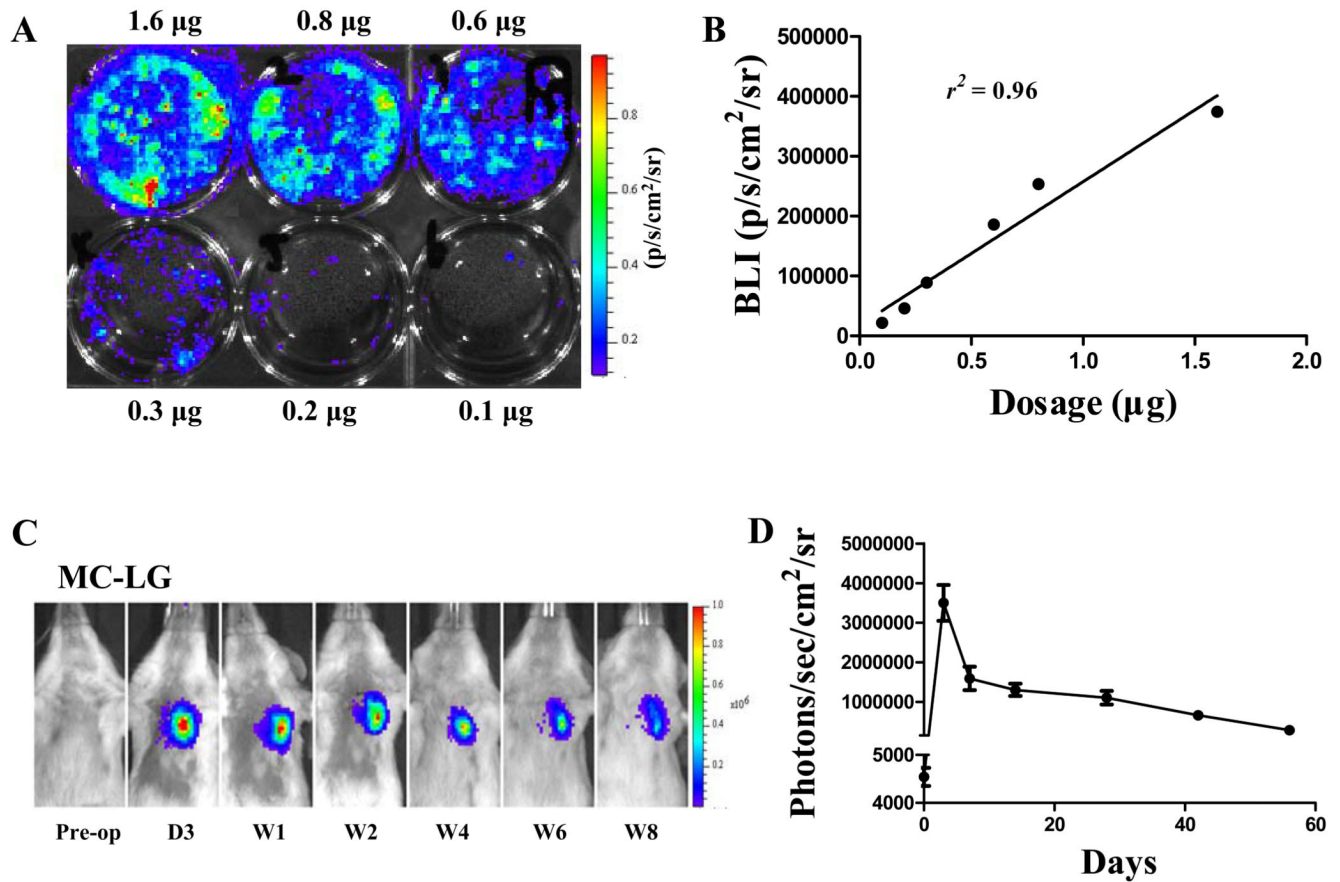 A
1.6 µg 0.8 µg 0.6 µg
0.8
0.6
0.4
0.2
(p/s/cm²/sr)
0.3 µg 0.2 µg 0.1 µg
B
500000
400000
300000
200000
100000
0
BLI (p/s/cm²/sr)
r² = 0.96
0.0 0.5 1.0 1.5 2.0
Dosage (µg)
C
MC-LG
1.0
0.8
0.6
x10⁶
0.4
0.2
Pre-op D3 W1 W2 W4 W6 W8
D
5000000
4000000
3000000
2000000
1000000
5000
4000
Photons/sec/cm²/sr
0 20 40 60
Days